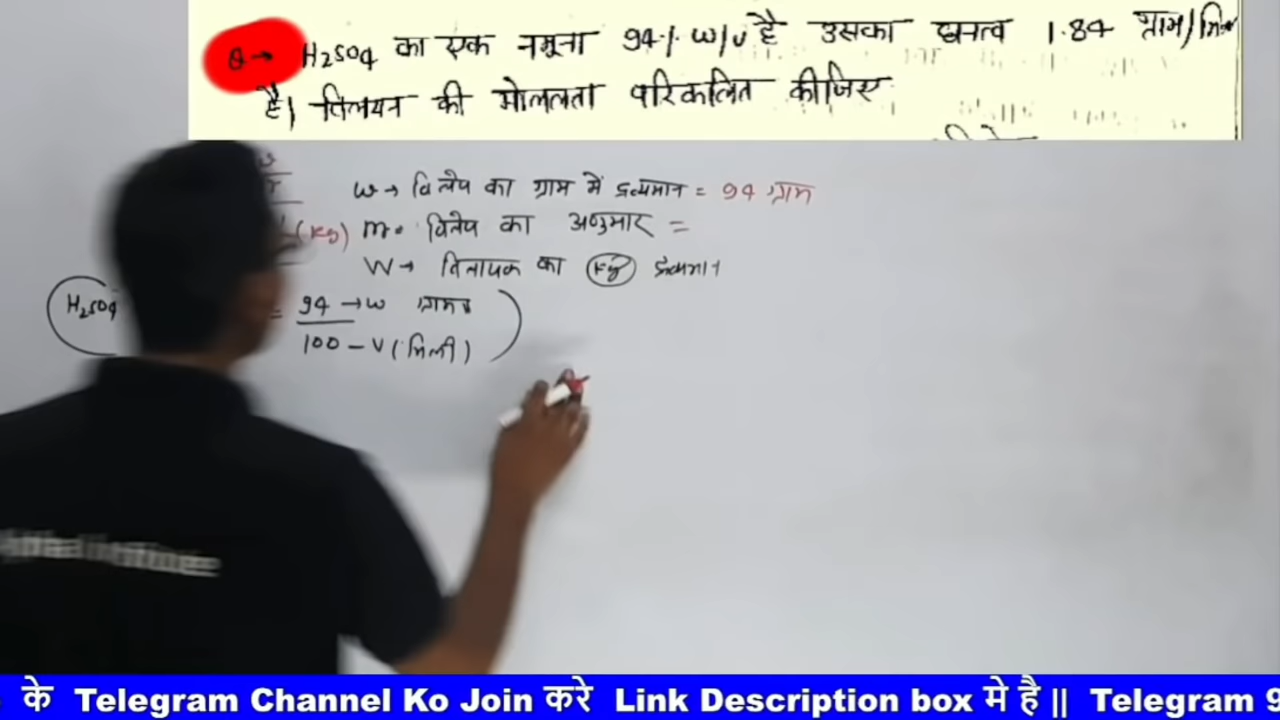 Q→ H₂SO₄ का एक नमूना 94% w/v है उसका घनत्व 1.84 ग्राम/मिली
है। विलयन की मोललता परिकलित कीजिए
w → विलेय का ग्राम में द्रव्यमान = 94 ग्राम
(kg) m. विलेय का अणुभार =
W → विलायक का (kg) द्रव्यमान
H₂SO₄ = 94 → w ग्राम
100 – V (मिली)
के Telegram Channel Ko Join करे Link Description box मे है || Telegram 9